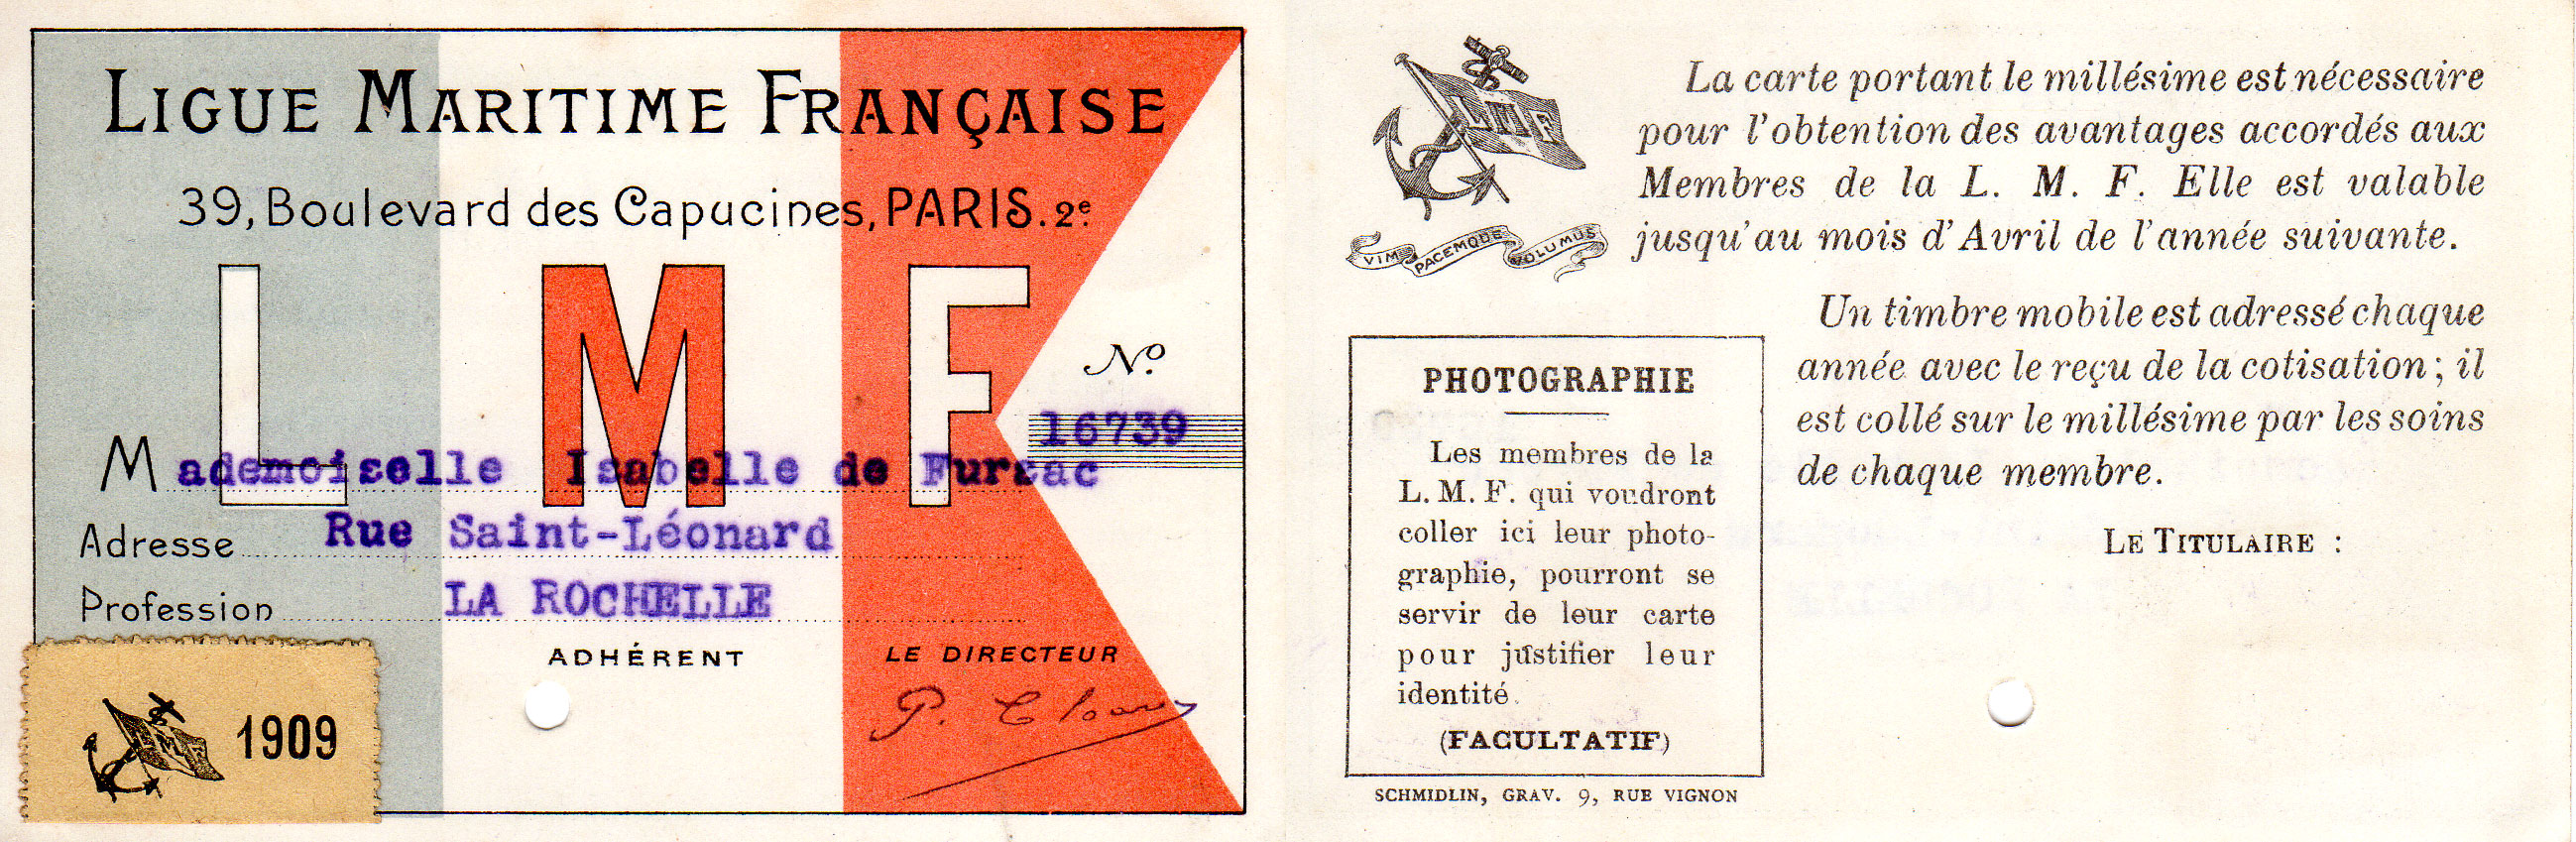 LIGUE MARITIME FRANÇAISE
39, Boulevard des Capucines, PARIS. 2e.
L M F
No.
16739
Mademoiselle Isabelle de Fursac
Adresse Rue Saint-Léonard
Profession LA ROCHELLE
ADHÉRENT
LE DIRECTEUR
LMF
1909
LMF
VIM PACEMQUE VOLUMUS
La carte portant le millésime est nécessaire
pour l'obtention des avantages accordés aux
Membres de la L. M. F. Elle est valable
jusqu'au mois d'Avril de l'année suivante.
Un timbre mobile est adressé chaque
année avec le reçu de la cotisation ; il
est collé sur le millésime par les soins
de chaque membre.
LE TITULAIRE :
PHOTOGRAPHIE
Les membres de la
L. M. F. qui voudront
coller ici leur photo-
graphie, pourront se
servir de leur carte
pour justifier leur
identité.
(FACULTATIF)
SCHMIDLIN, GRAV. 9, RUE VIGNON